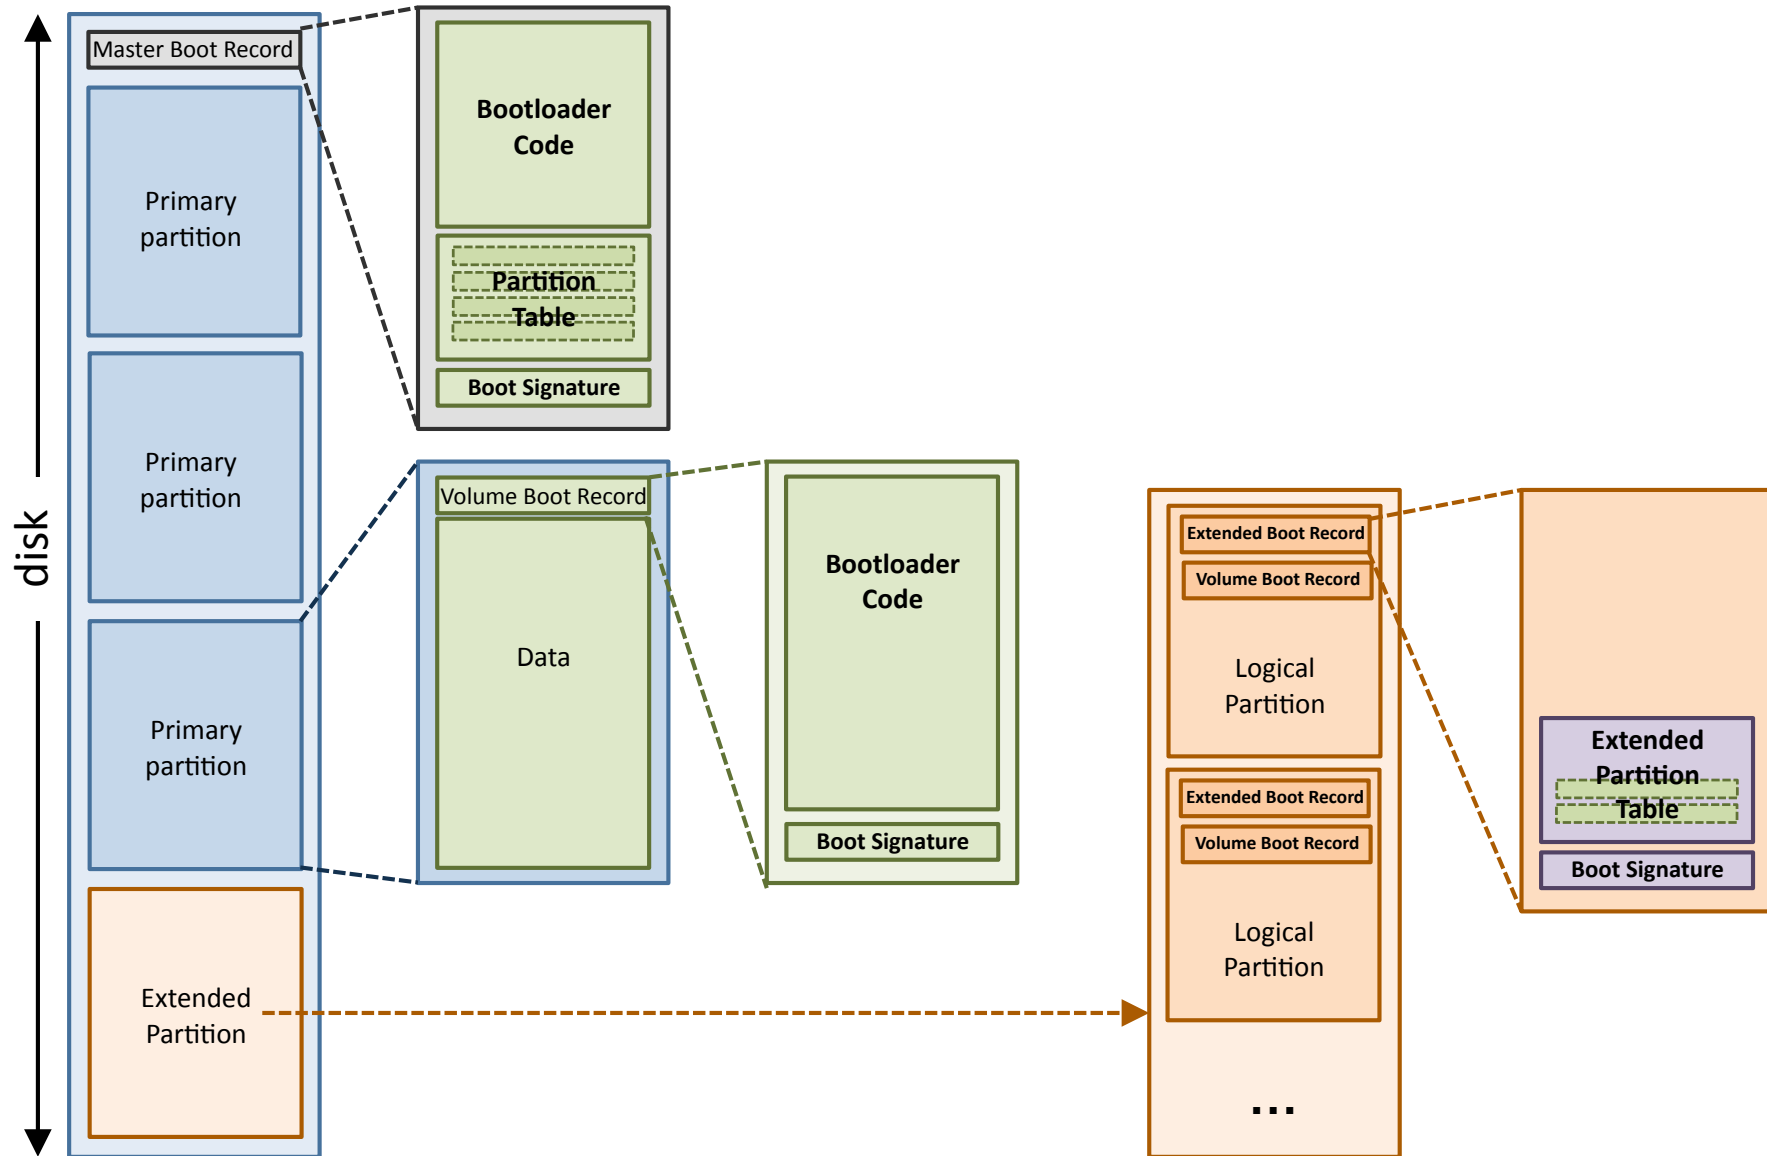 disk
Master Boot Record
Primary
partition
Primary
partition
Primary
partition
Extended
Partition
Bootloader
Code
Partition
Table
Boot Signature
Volume Boot Record
Data
Bootloader
Code
Boot Signature
Extended Boot Record
Volume Boot Record
Logical
Partition
Extended Boot Record
Volume Boot Record
Logical
Partition
...
Extended
Partition
Table
Boot Signature